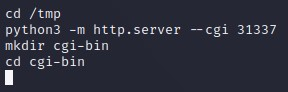 cd /tmp
python3 -m http.server --cgi 31337
mkdir cgi-bin
cd cgi-bin